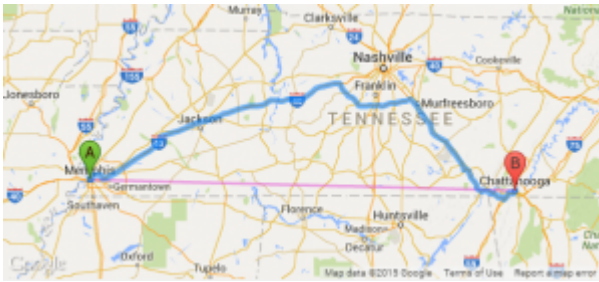 Murray
Clarksville
Nashville
Cookeville
Jonesboro
Franklin
Murfreesboro
Jackson
TENNESSEE
A
B
Memphis
Chattanooga
Germantown
Southaven
Florence
Huntsville
Madison
Decatur
Oxford
Tupelo
Google
Map data ©2015 Google
Terms of Use
Report a map error